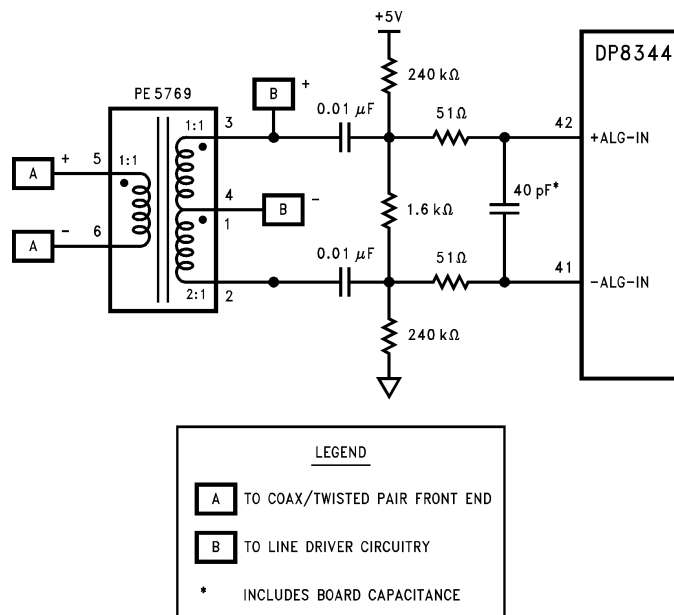 +5V
DP8344
240 kΩ
PE5769
B
+
0.01 μF
51Ω
1:1
3
42
+ALG-IN
A
+
5
1:1
4
B
-
1
1.6 kΩ
40 pF*
A
-
6
0.01 μF
51Ω
41
-ALG-IN
2:1
2
240 kΩ
LEGEND
A TO COAX/TWISTED PAIR FRONT END
B TO LINE DRIVER CIRCUITRY
* INCLUDES BOARD CAPACITANCE